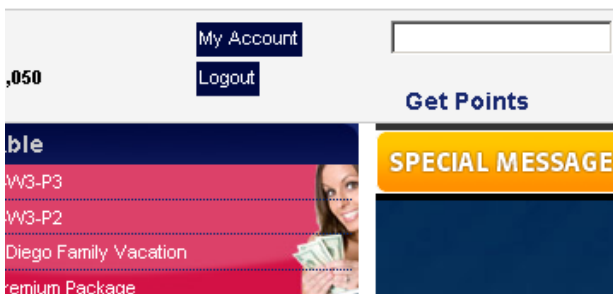 My Account
,050
Logout
Get Points
ble
W3-P3
W3-P2
Diego Family Vacation
remium Package
SPECIAL MESSAGE